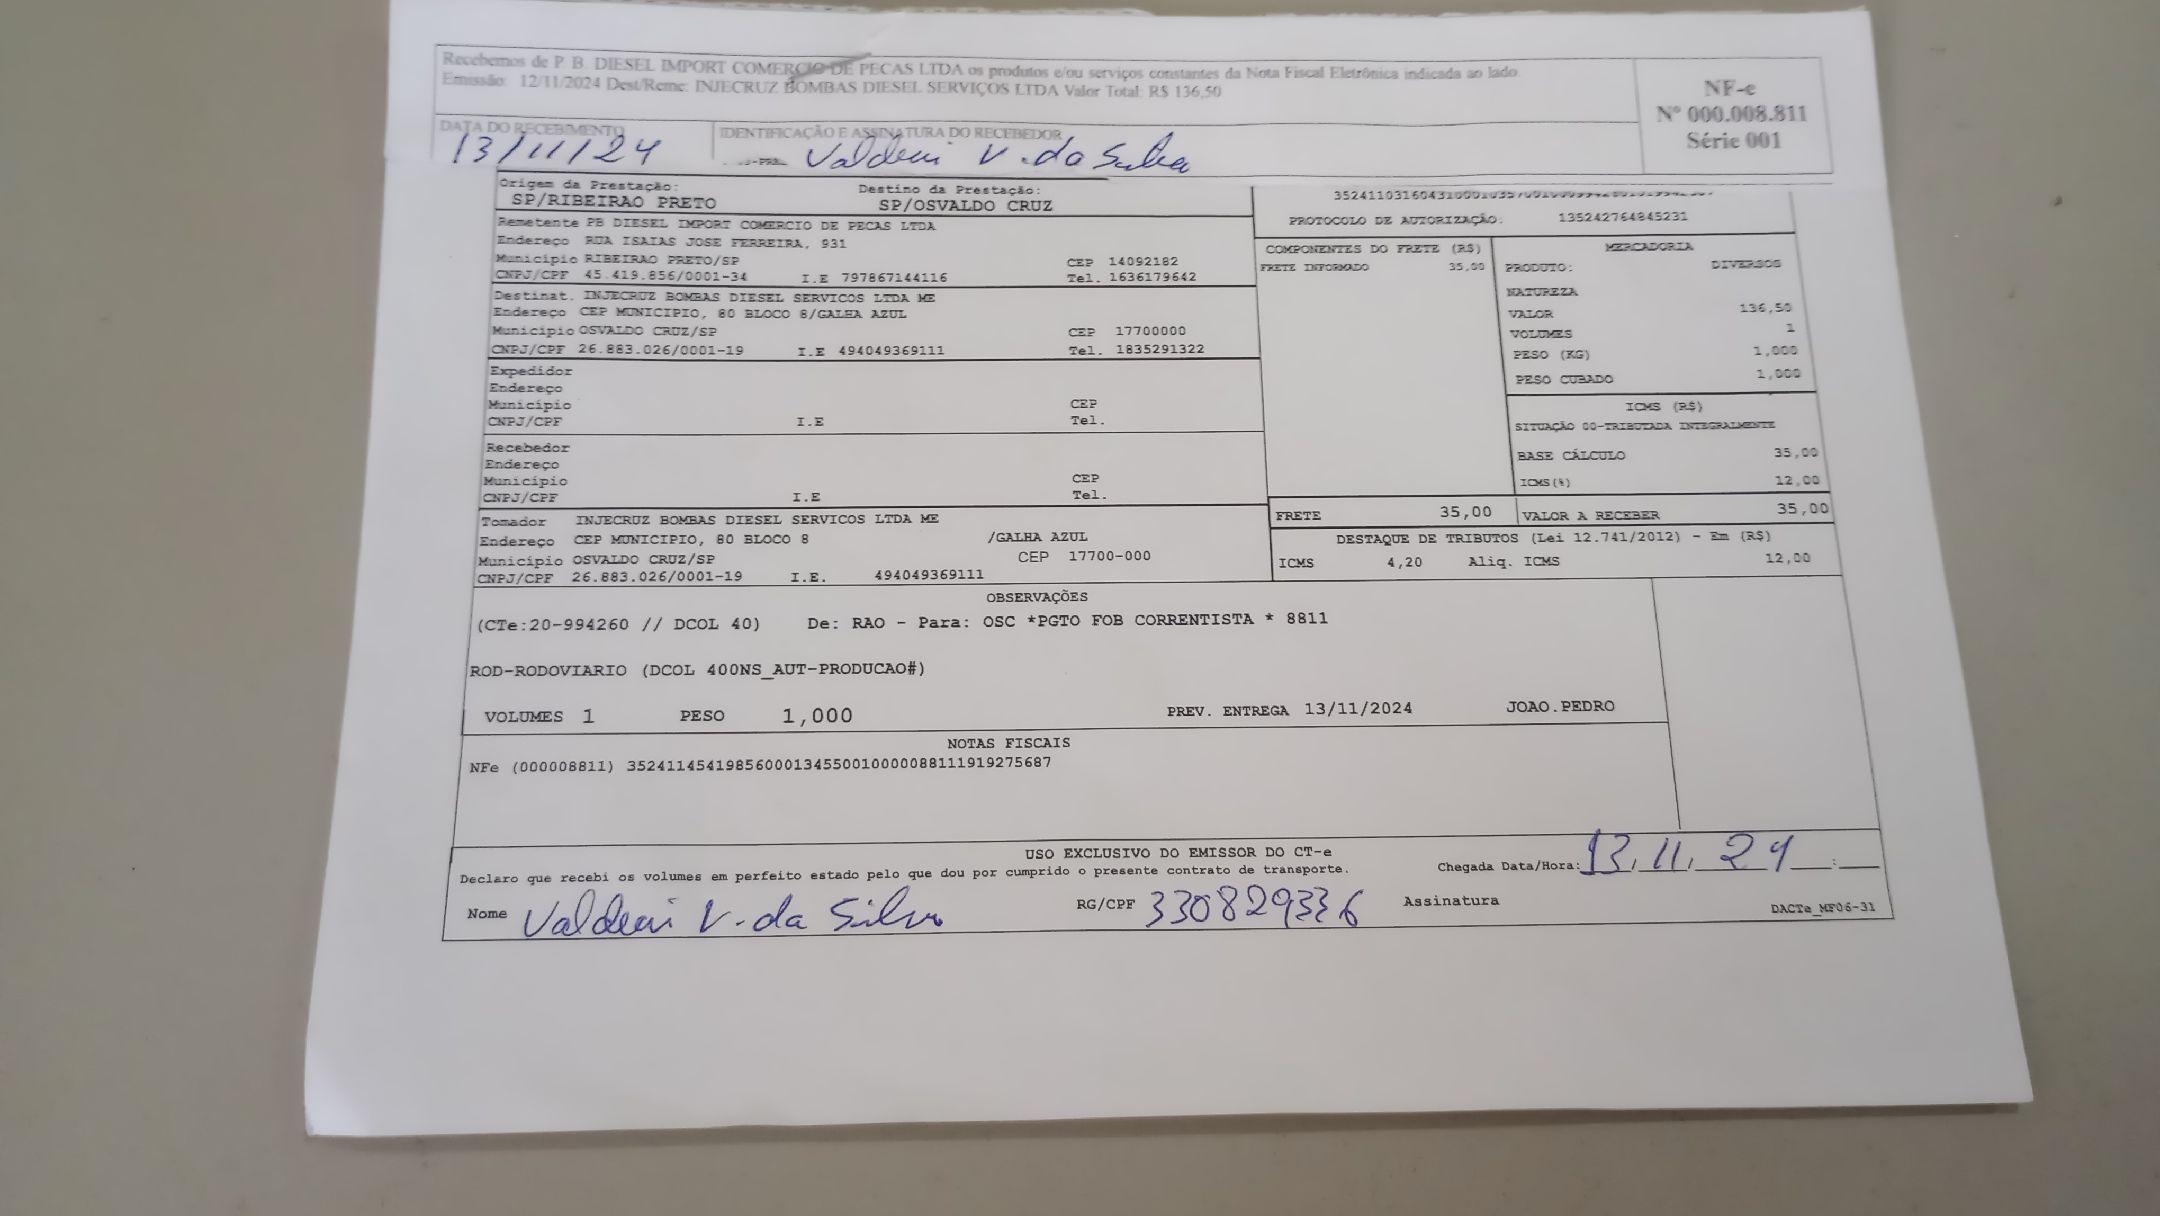 Recebemos de P. B. DIESEL IMPORT COMERCIO DE PECAS LTDA os produtos e/ou serviços constantes da Nota Fiscal Eletrônica indicada ao lado.
Emissão: 12/11/2024 Dest/Reme: INJECRUZ BOMBAS DIESEL SERVIÇOS LTDA Valor Total: R$ 136,50
NF-e
Nº 000.008.811
Série 001
DATA DO RECEBIMENTO
13/11/24
IDENTIFICAÇÃO E ASSINATURA DO RECEBEDOR
V. da Silva
Origem da Prestação:
SP/RIBEIRAO PRETO
Destino da Prestação:
SP/OSVALDO CRUZ
PROTOCOLO DE AUTORIZAÇÃO: 135242764845231
Remetente PB DIESEL IMPORT COMERCIO DE PECAS LTDA
Endereço RUA ISAIAS JOSE FERREIRA, 931
Município RIBEIRAO PRETO/SP CEP 14092182
CNPJ/CPF 45.419.856/0001-34 I.E 797867144116 Tel. 1636179642
Destinat. INJECRUZ BOMBAS DIESEL SERVICOS LTDA ME
Endereço CEP MUNICIPIO, 80 BLOCO 8/GALHA AZUL
Município OSVALDO CRUZ/SP CEP 17700000
CNPJ/CPF 26.883.026/0001-19 I.E 494049369111 Tel. 1835291322
Expedidor
Endereço
Município CEP
CNPJ/CPF I.E Tel.
Recebedor
Endereço
Município CEP
CNPJ/CPF I.E Tel.
Tomador INJECRUZ BOMBAS DIESEL SERVICOS LTDA ME
Endereço CEP MUNICIPIO, 80 BLOCO 8 /GALHA AZUL
Município OSVALDO CRUZ/SP CEP 17700-000
CNPJ/CPF 26.883.026/0001-19 I.E. 494049369111
COMPONENTES DO FRETE (R$)
FRETE INFORMADO 35,00
MERCADORIA
PRODUTO: DIVERSOS
NATUREZA
VALOR 136,50
VOLUMES 1
PESO (KG) 1,000
PESO CUBADO 1,000
ICMS (R$)
SITUAÇÃO 00-TRIBUTADA INTEGRALMENTE
BASE CÁLCULO 35,00
ICMS(%) 12,00
FRETE 35,00 VALOR A RECEBER 35,00
DESTAQUE DE TRIBUTOS (Lei 12.741/2012) - Em (R$)
ICMS 4,20 Aliq. ICMS 12,00
OBSERVAÇÕES
(CTe:20-994260 // DCOL 40) De: RAO - Para: OSC *PGTO FOB CORRENTISTA * 8811
ROD-RODOVIARIO (DCOL 400NS_AUT-PRODUCAO#)
VOLUMES 1 PESO 1,000 PREV. ENTREGA 13/11/2024 JOAO.PEDRO
NOTAS FISCAIS
NFe (000008811) 35241145419856000134550010000088111919275687
USO EXCLUSIVO DO EMISSOR DO CT-e
Declaro que recebi os volumes em perfeito estado pelo que dou por cumprido o presente contrato de transporte.
Chegada Data/Hora: 13/11/24 __:__
Nome V. da Silva RG/CPF 330829336 Assinatura
DACTe_MF06-31